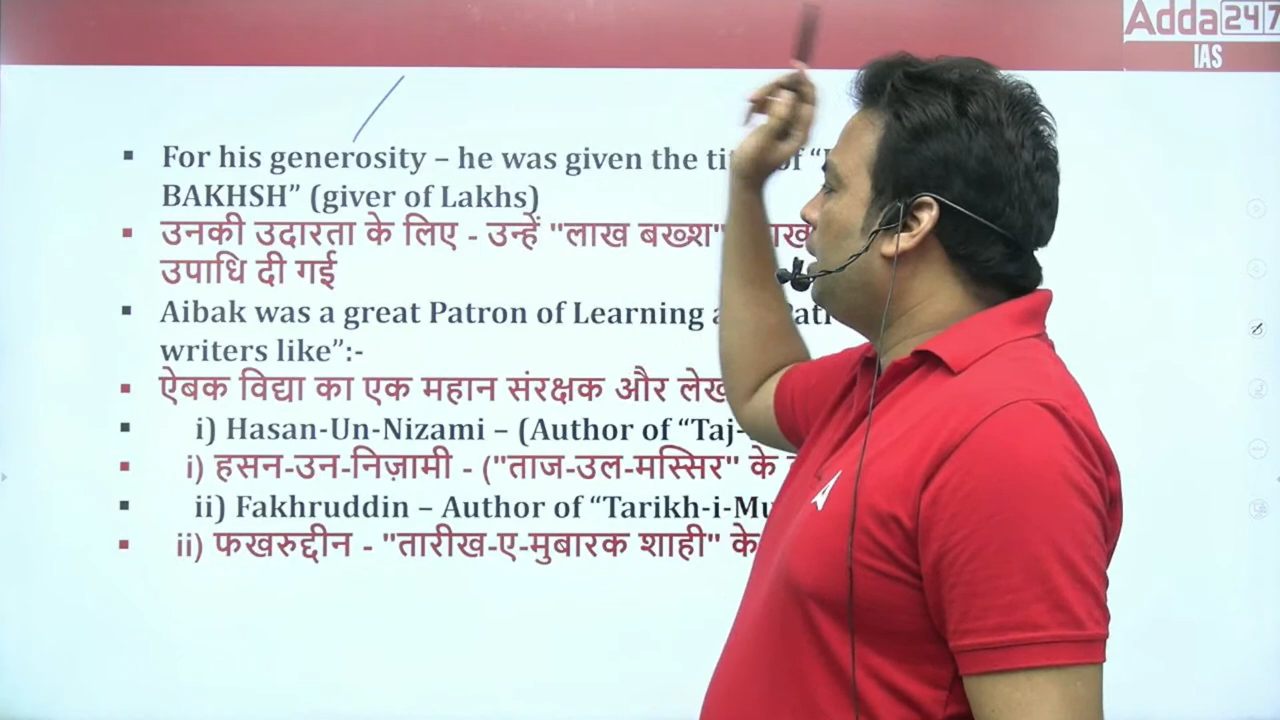 Adda247
IAS
▪ For his generosity – he was given the of “
BAKHSH” (giver of Lakhs)
▪ उनकी उदारता के लिए - उन्हें "लाख बख्श"
उपाधि दी गई
▪ Aibak was a great Patron of Learning
writers like”:-
▪ ऐबक विद्या का एक महान संरक्षक और
▪ i) Hasan-Un-Nizami – (Author of “Taj-
▪ i) हसन-उन-निज़ामी - ("ताज-उल-मस्सिर" के
▪ ii) Fakhruddin – Author of “Tarikh-i-
▪ ii) फखरुद्दीन - "तारीख-ए-मुबारक शाही" के